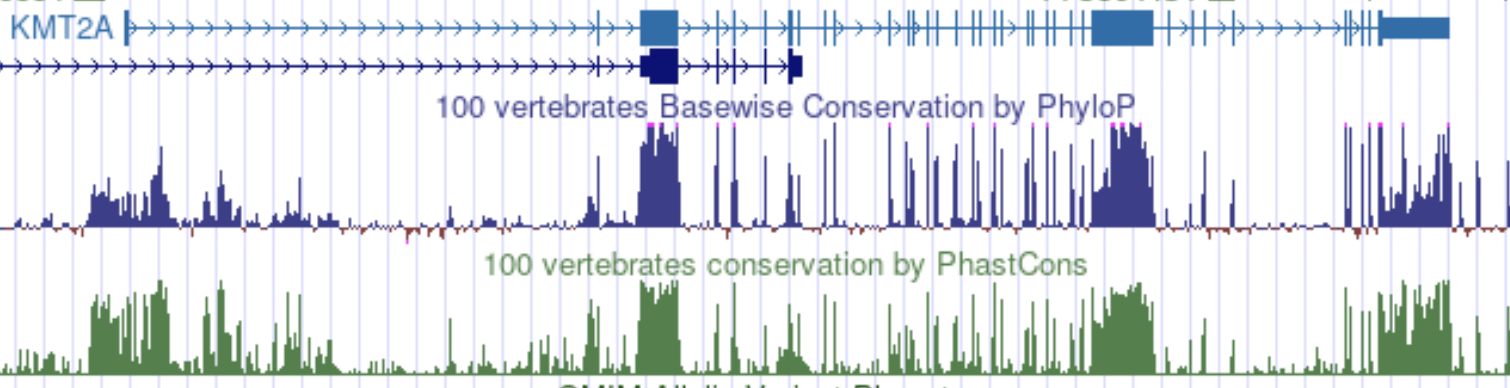 KMT2A
100 vertebrates Basewise Conservation by PhyloP
100 vertebrates conservation by PhastCons